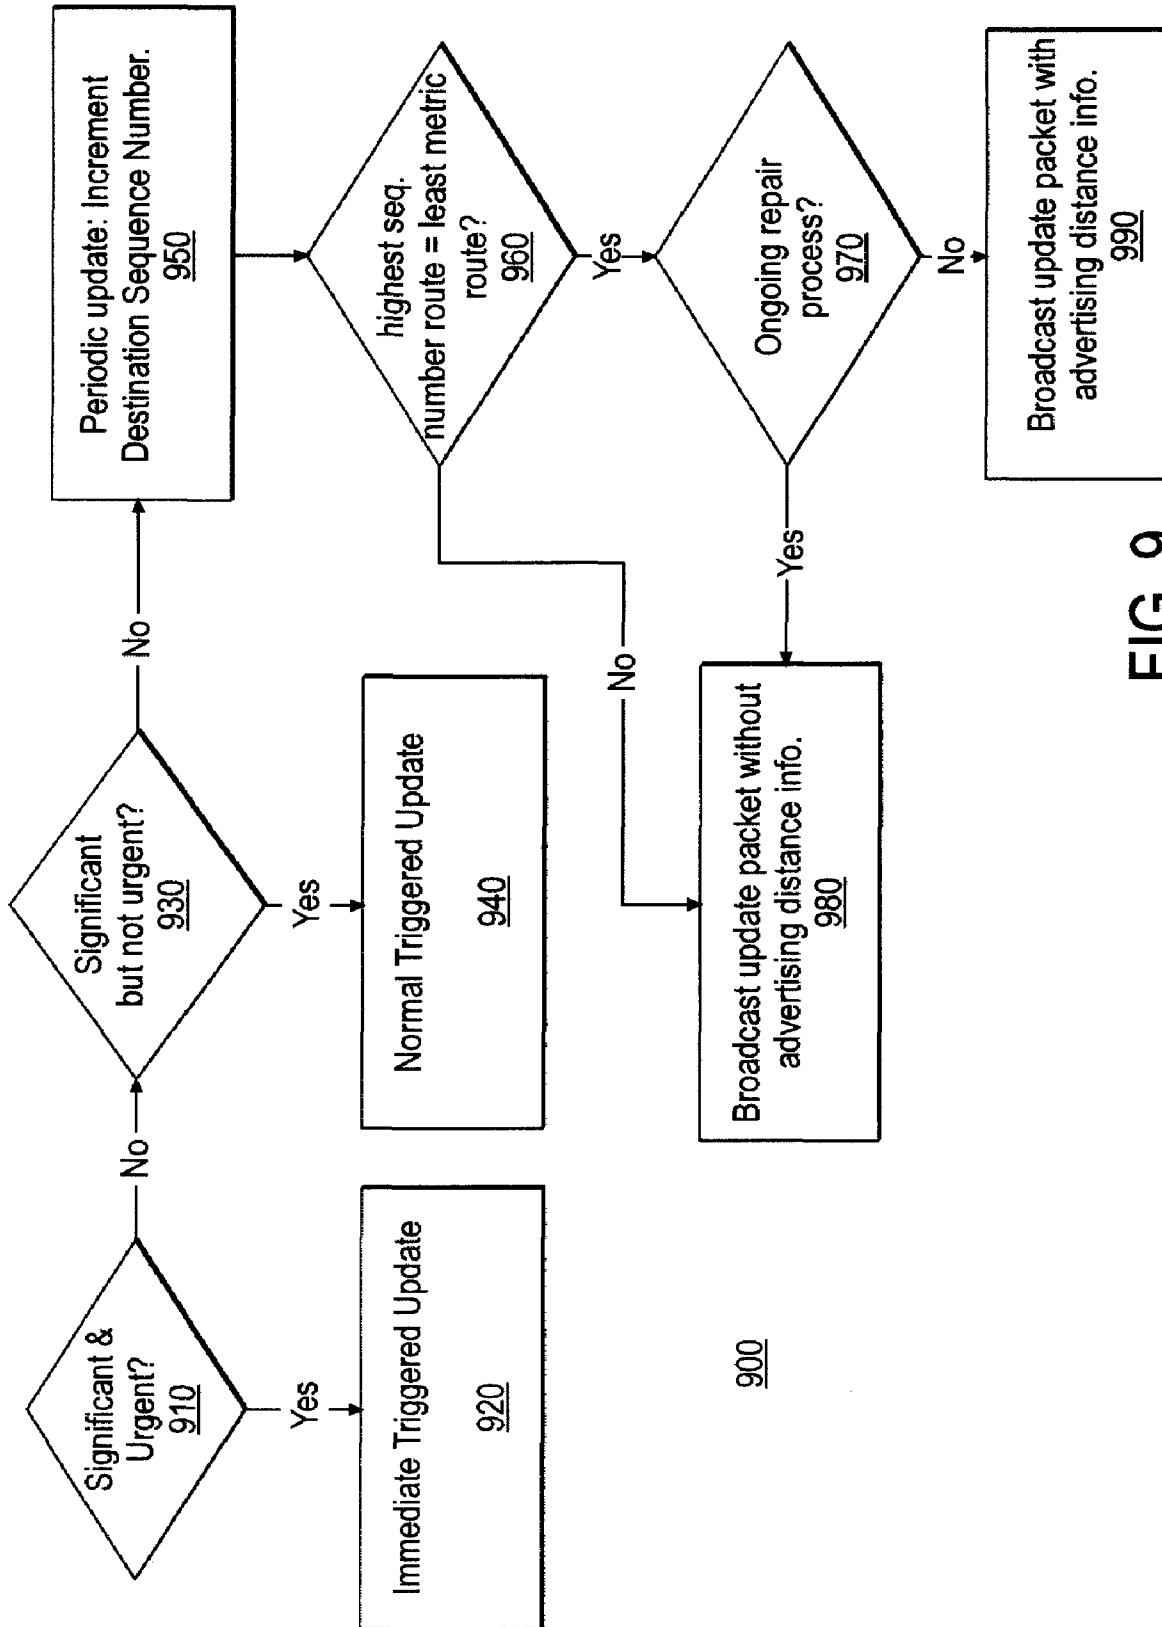 Significant &
Urgent?
910
No
Significant
but not urgent?
930
No
Periodic update: Increment
Destination Sequence Number.
950
Yes
Immediate Triggered Update
920
Yes
Normal Triggered Update
940
highest seq.
number route = least metric
route?
960
No
Yes
Ongoing repair
process?
970
Yes
No
Broadcast update packet without
advertising distance info.
980
Broadcast update packet with
advertising distance info.
990
900
FIG. 9